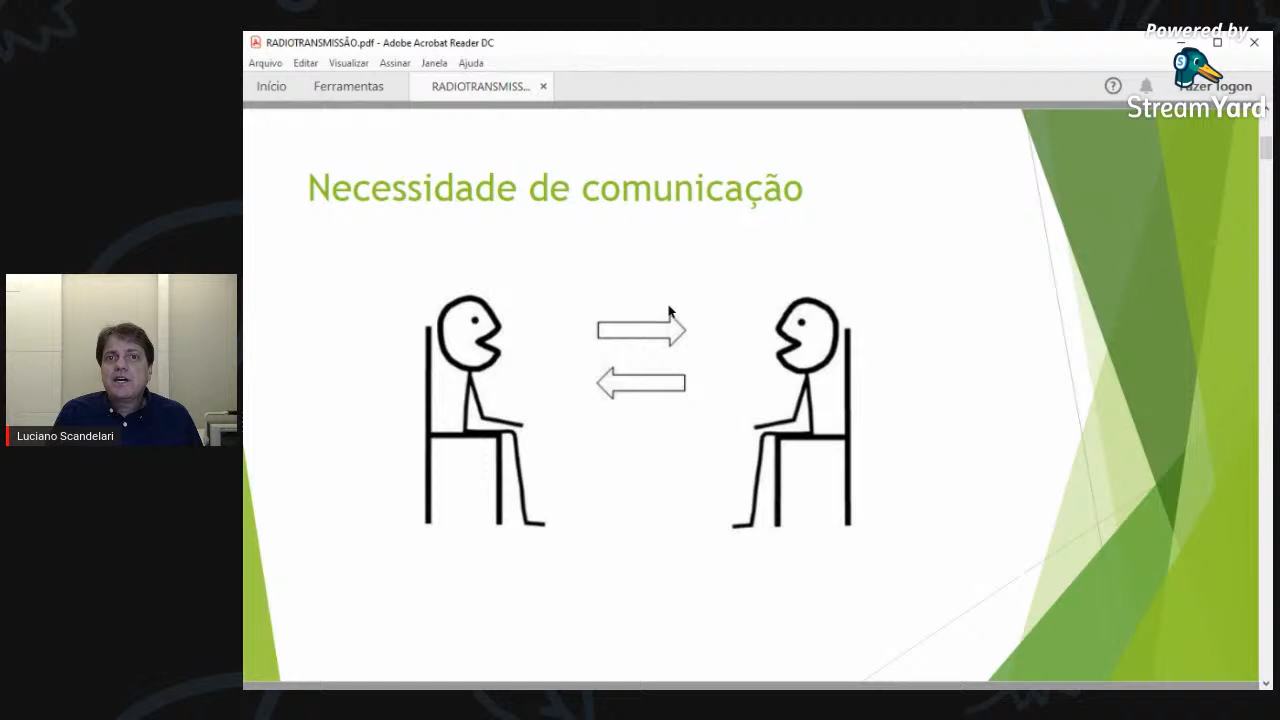 Powered by
StreamYard
RADIOTRANSMISSÃO.pdf - Adobe Acrobat Reader DC
Arquivo Editar Visualizar Assinar Janela Ajuda
Início Ferramentas RADIOTRANSMISS... × ? Fazer logon
Necessidade de comunicação
Luciano Scandelari